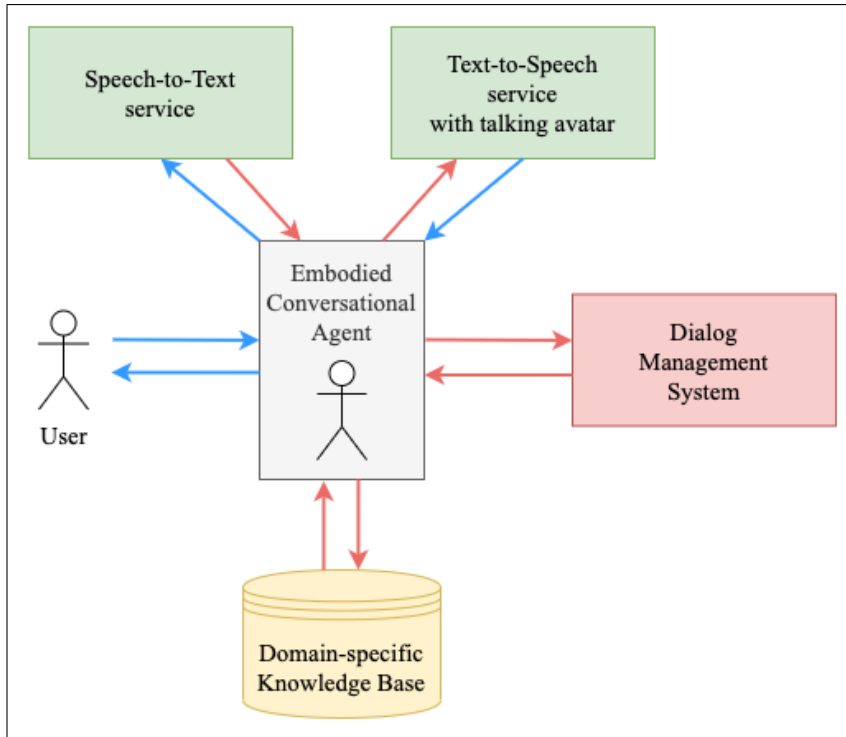 Speech-to-Text
service
Text-to-Speech
service
with talking avatar
Embodied
Conversational
Agent
User
Dialog
Management
System
Domain-specific
Knowledge Base